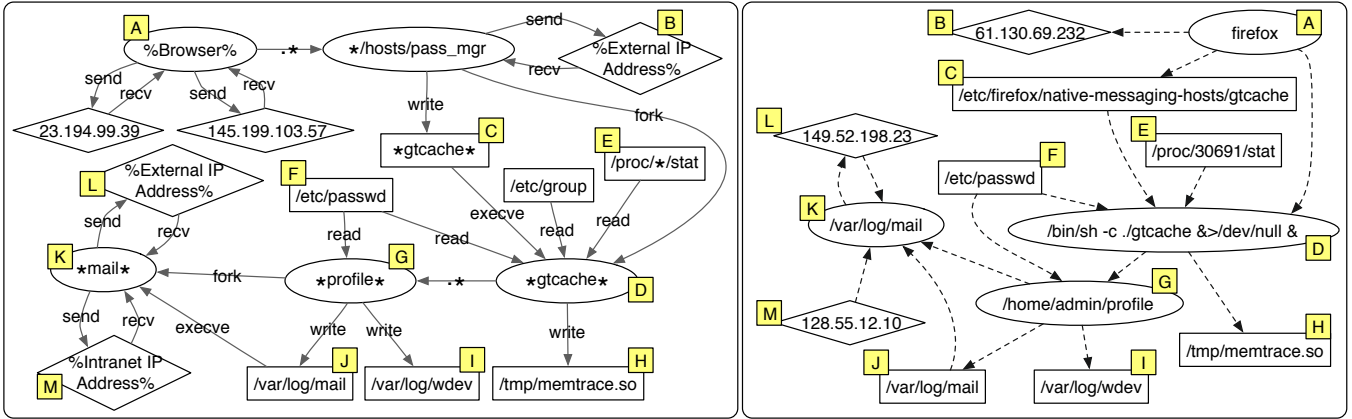 A
%Browser%
.*
*/hosts/pass_mgr
send
B
%External IP
Address%
recv
send
recv
send
recv
23.194.99.39
145.199.103.57
write
fork
C
*gtcache*
E
/proc/*/stat
L
%External IP
Address%
F
/etc/passwd
/etc/group
execve
read
read
read
read
send
recv
K
*mail*
fork
G
*profile*
.*
*gtcache*
D
send
recv
execve
write
write
write
%Intranet IP
Address%
M
J
/var/log/mail
I
/var/log/wdev
H
/tmp/memtrace.so
B
61.130.69.232
A
firefox
C
/etc/firefox/native-messaging-hosts/gtcache
L
149.52.198.23
E
/proc/30691/stat
F
/etc/passwd
K
/var/log/mail
/bin/sh -c ./gtcache &>/dev/null &
D
G
/home/admin/profile
M
128.55.12.10
H
/tmp/memtrace.so
J
/var/log/mail
I
/var/log/wdev